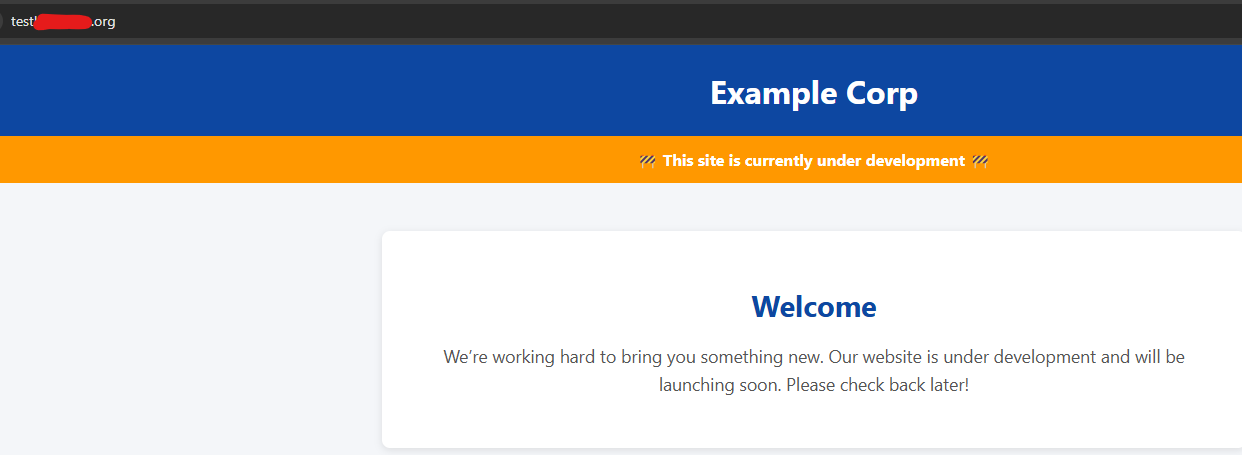 test .org
Example Corp
🚧 This site is currently under development 🚧
Welcome
We’re working hard to bring you something new. Our website is under development and will be
launching soon. Please check back later!